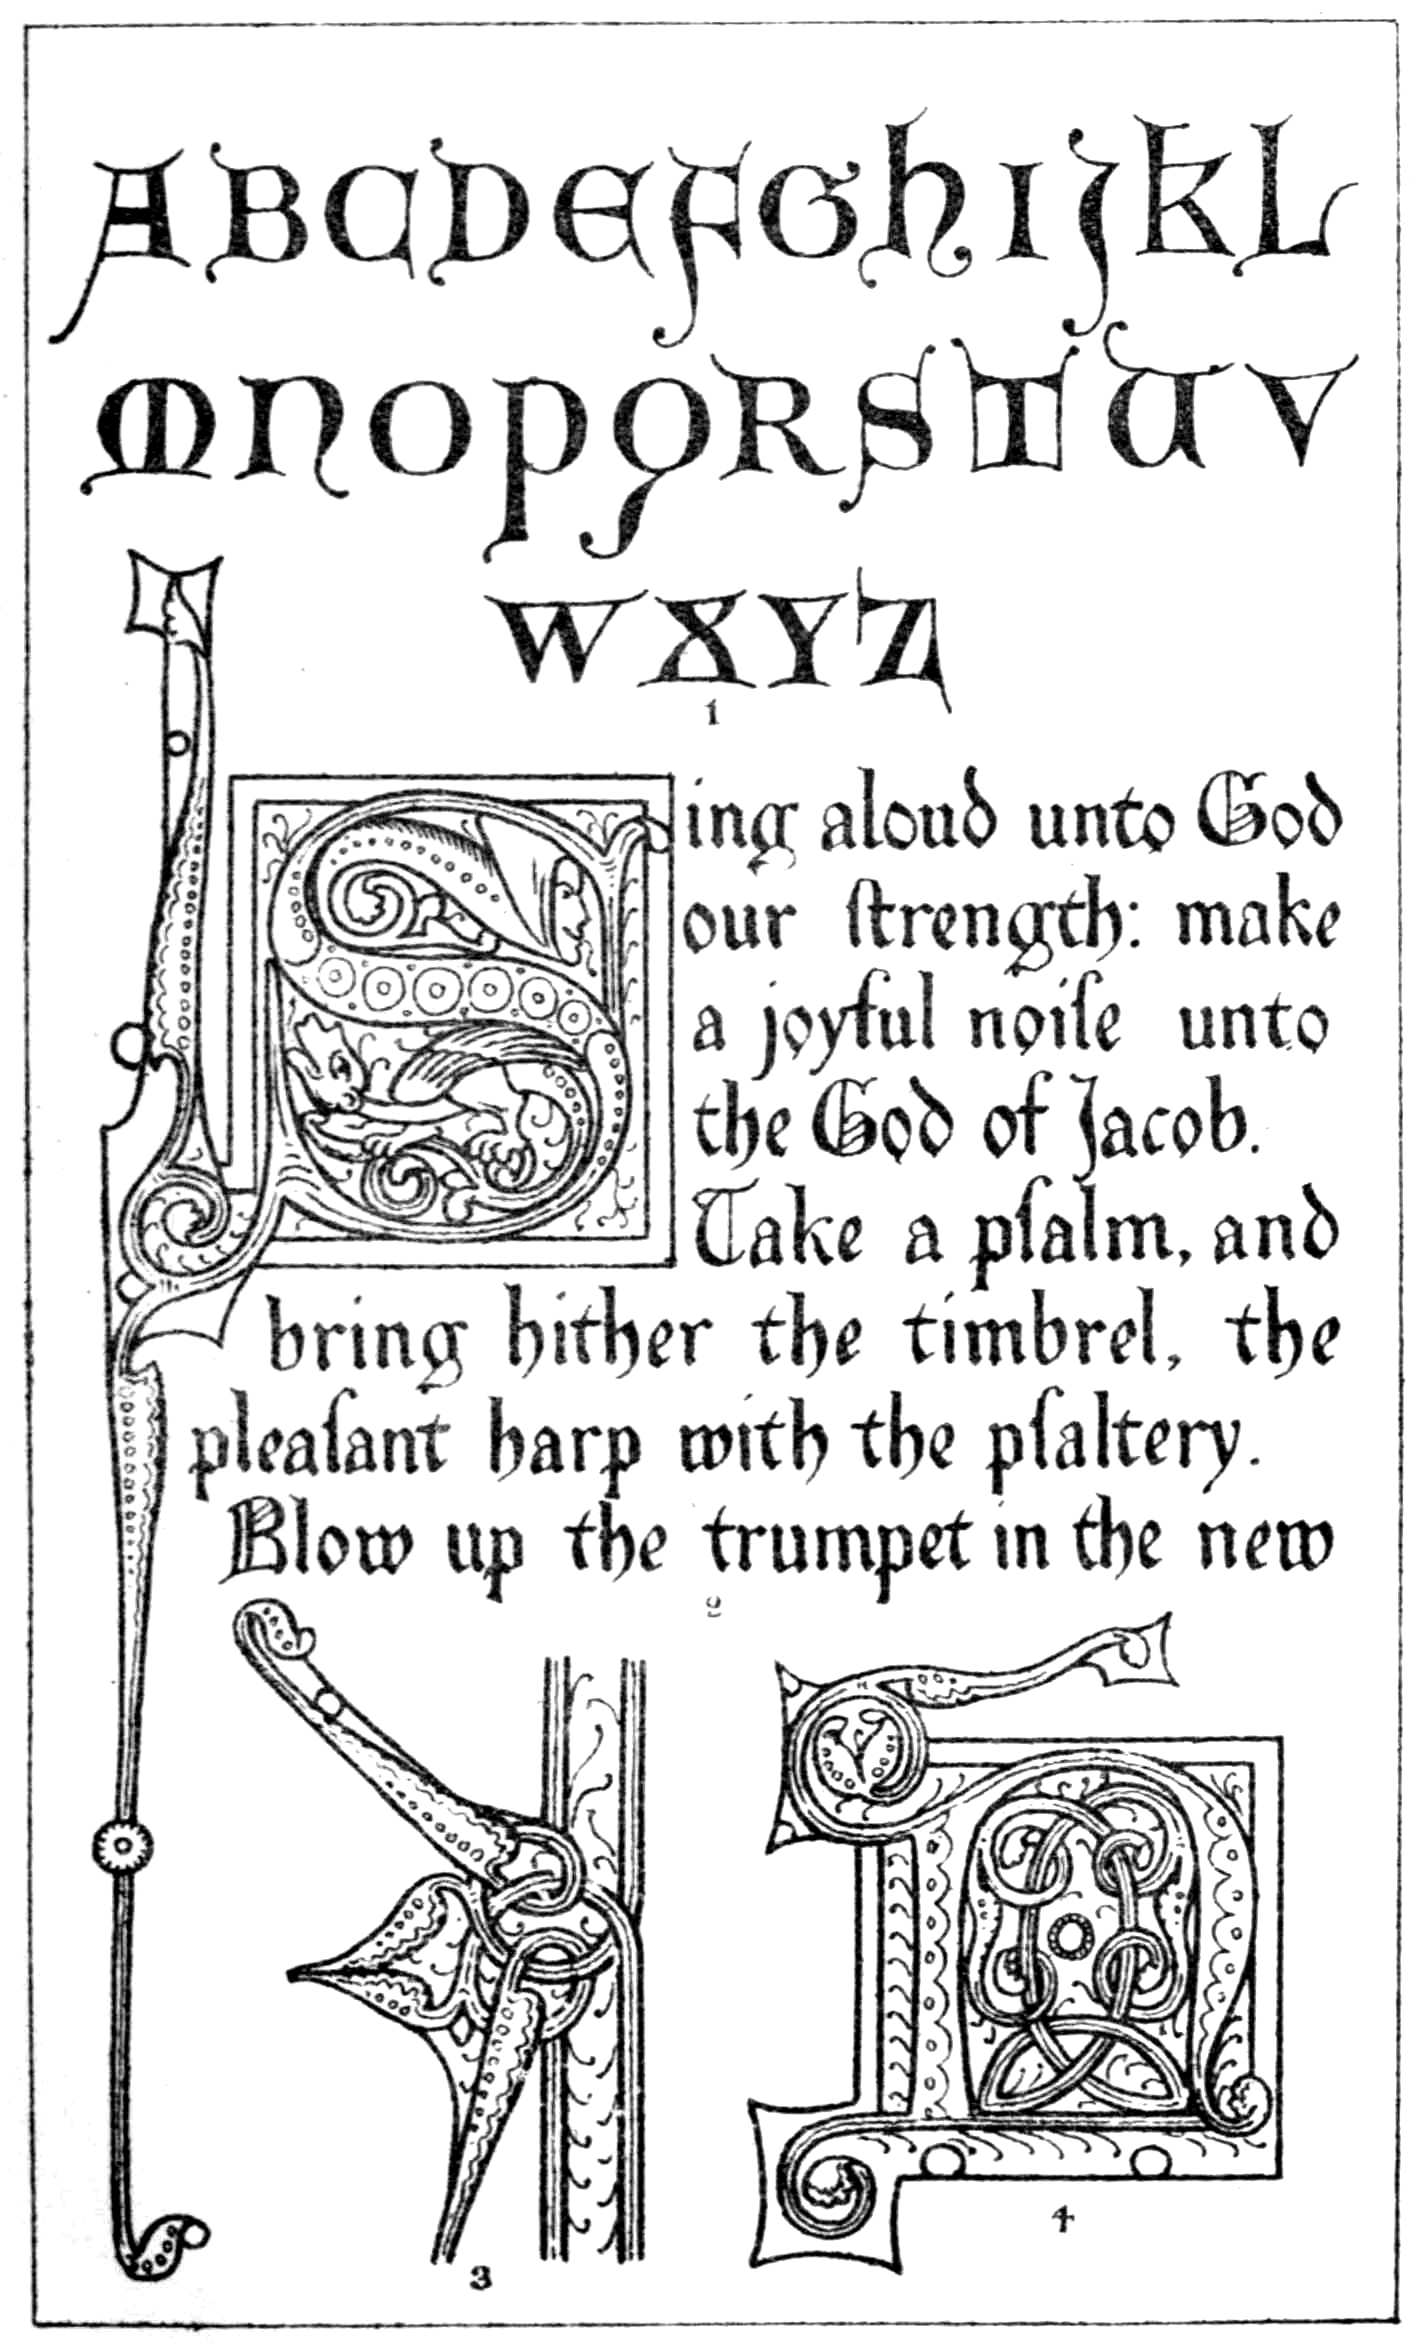 ABCDEFGHIJKL
MNOPQRSTUV
WXYZ
1
Sing aloud unto God
our ſtrength: make
a joyful noiſe unto
the God of Jacob.
Take a pſalm, and
bring hither the timbrel, the
pleaſant harp with the pſaltery.
Blow up the trumpet in the new
2
3
4